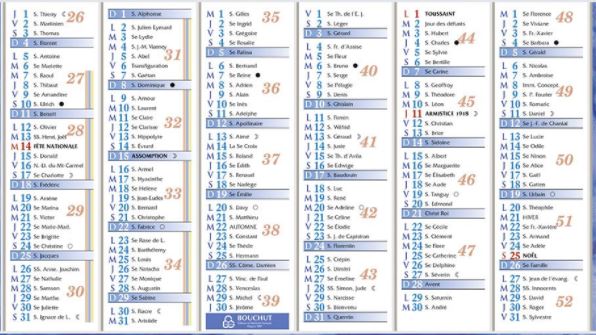 J 1 S. Thierry 26
V 2 S. Martinien
S 3 S. Thomas
D 4 S. Florent
L 5 S. Antoine
M 6 Se Mariette
M 7 S. Raoul 27
J 8 S. Thibaut
V 9 Se Amandine
S 10 S. Ulrich
D 11 S. Benoît
L 12 S. Olivier 28
M 13 SS. Henri, Joël
M 14 FÊTE NATIONALE
J 15 S. Donald
V 16 N.-D. du Mt-Carmel
S 17 Se Charlotte
D 18 S. Frédéric
L 19 S. Arsène
M 20 Se Marina 29
M 21 S. Victor
J 22 Se Marie-Mad.
V 23 Se Brigitte
S 24 Se Christine
D 25 S. Jacques
L 26 SS. Anne, Joachim
M 27 Se Nathalie
M 28 S. Samson 30
J 29 Se Marthe
V 30 Se Juliette
S 31 S. Ignace de L.
D 1 S. Alphonse
L 2 S. Julien Eymard
M 3 Se Lydie
M 4 S. J.-M. Vianney
J 5 S. Abel 31
V 6 Transfiguration
S 7 S. Gaétan
D 8 S. Dominique
L 9 S. Amour
M 10 S. Laurent
M 11 Se Claire
J 12 Se Clarisse 32
V 13 S. Hippolyte
S 14 S. Evrard
D 15 ASSOMPTION
L 16 S. Armel
M 17 S. Hyacinthe
M 18 Se Hélène
J 19 S. Jean-Eudes 33
V 20 S. Bernard
S 21 S. Christophe
D 22 S. Fabrice
L 23 Se Rose de L.
M 24 S. Barthélemy
M 25 S. Louis
J 26 Se Natacha 34
V 27 Se Monique
S 28 S. Augustin
D 29 Se Sabine
L 30 S. Fiacre
M 31 S. Aristide
M 1 S. Gilles 35
J 2 Se Ingrid
V 3 S. Grégoire
S 4 Se Rosalie
D 5 Se Raïssa
L 6 S. Bertrand
M 7 Se Reine
M 8 S. Adrien 36
J 9 S. Alain
V 10 Se Inès
S 11 S. Adelphe
D 12 S. Apollinaire
L 13 S. Aimé
M 14 La Se Croix
M 15 S. Roland 37
J 16 Se Edith
V 17 S. Renaud
S 18 Se Nadège
D 19 Se Emilie
L 20 S. Davy
M 21 S. Matthieu
M 22 AUTOMNE 38
J 23 S. Constant
V 24 Se Thècle
S 25 S. Hermann
D 26 SS. Côme, Damien
L 27 S. Vinc. de Paul
M 28 S. Venceslas
M 29 S. Michel 39
J 30 S. Jérôme
BOUCHUT
V 1 Se Th. de l'E. J.
S 2 S. Léger
D 3 S. Gérard
L 4 S. Fr. d'Assise
M 5 Se Fleur
M 6 S. Bruno
J 7 S. Serge 40
V 8 Se Pélagie
S 9 S. Denis
D 10 S. Ghislain
L 11 S. Firmin
M 12 S. Wilfrid
M 13 S. Géraud
J 14 S. Juste 41
V 15 Se Th. d'Avila
S 16 Se Edwige
D 17 S. Baudouin
L 18 S. Luc
M 19 S. René
M 20 Se Adeline
J 21 Se Céline 42
V 22 Se Elodie
S 23 S. J. de Capistran
D 24 S. Florentin
L 25 S. Crépin
M 26 S. Dimitri
M 27 Se Emeline 43
J 28 SS. Simon, Jude
V 29 S. Narcisse
S 30 S. Bienvenu
D 31 S. Quentin
L 1 TOUSSAINT
M 2 Jour des défunts
M 3 S. Hubert
J 4 S. Charles 44
V 5 Se Sylvie
S 6 Se Bertille
D 7 Se Carine
L 8 S. Geoffroy
M 9 S. Théodore
M 10 S. Léon 45
J 11 ARMISTICE 1918
V 12 S. Christian
S 13 S. Brice
D 14 S. Sidoine
L 15 S. Albert
M 16 Se Marguerite
M 17 Se Elisabeth
J 18 Se Aude 46
V 19 S. Tanguy
S 20 S. Edmond
D 21 Christ Roi
L 22 Se Cécile
M 23 S. Clément
M 24 Se Flora
J 25 Se Catherine 47
V 26 Se Delphine
S 27 S. Séverin
D 28 Avent
L 29 S. Saturnin
M 30 S. André
M 1 Se Florence
J 2 Se Viviane 48
V 3 S. Fr.-Xavier
S 4 Se Barbara
D 5 S. Gérald
L 6 S. Nicolas
M 7 S. Ambroise
M 8 Imm. Concept.
J 9 S. P. Fourier 49
V 10 S. Romaric
S 11 S. Daniel
D 12 Se J.-F. de Chantal
L 13 Se Lucie
M 14 Se Odile
M 15 Se Ninon
J 16 Se Alice 50
V 17 S. Gaël
S 18 S. Gatien
D 19 S. Urbain
L 20 S. Théophile
M 21 HIVER
M 22 Se Fr.-Xavière 51
J 23 S. Armand
V 24 Se Adèle
S 25 NOËL
D 26 Se Famille
L 27 S. Jean de l'évang.
M 28 SS. Innocents
M 29 S. David 52
J 30 S. Roger
V 31 S. Sylvestre